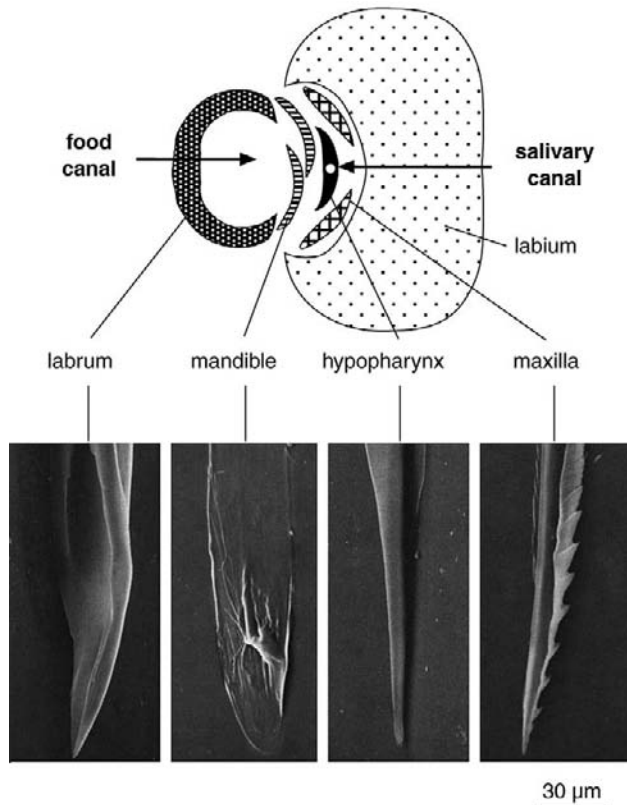 food
canal
salivary
canal
labium
labrum
mandible
hypopharynx
maxilla
30 µm